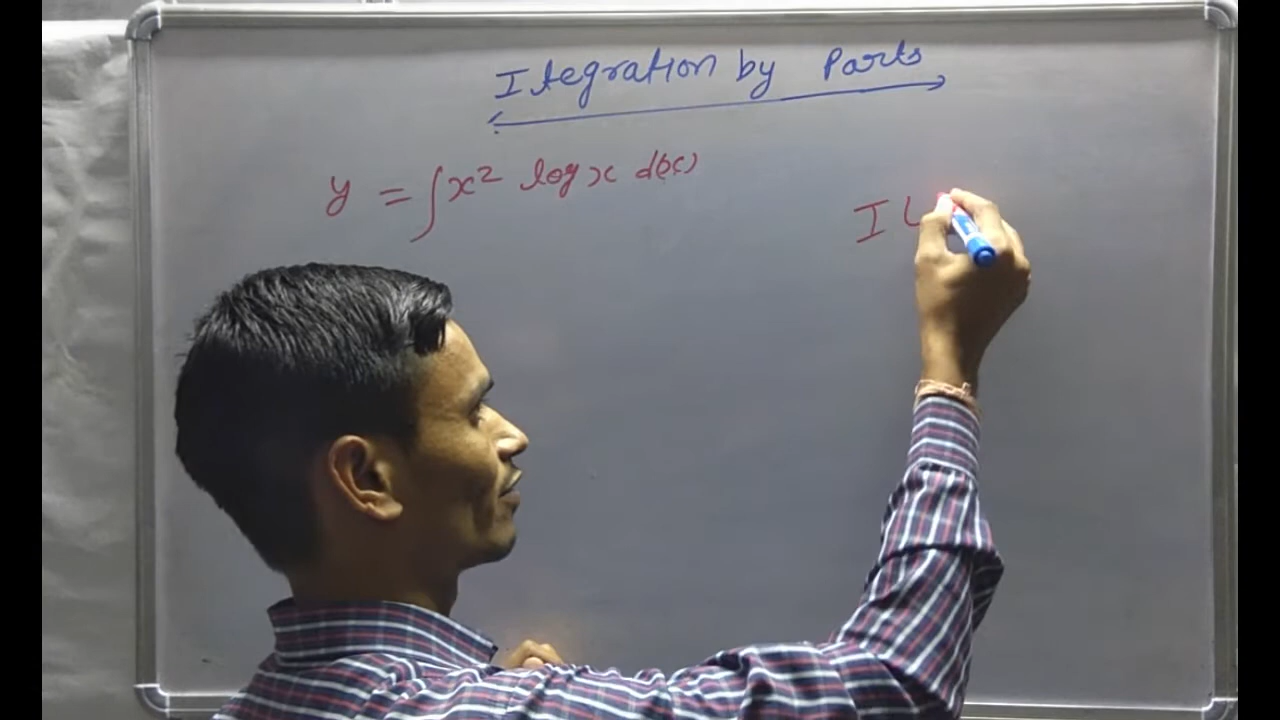 Itegration by Parts
y = ∫ x² log x d(x)
I L